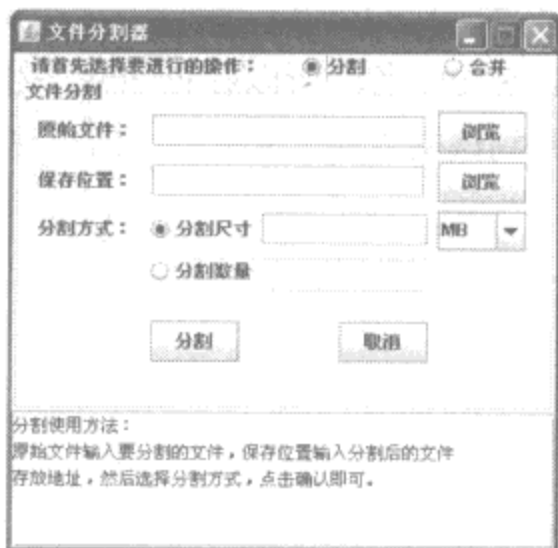 文件分割器
请首先选择要进行的操作： 分割 合并
文件分割
原始文件： 浏览
保存位置： 浏览
分割方式： 分割尺寸 MB
分割数量
分割 取消
分割使用方法：
原始文件输入要分割的文件，保存位置输入分割后的文件
存放地址，然后选择分割方式，点击确认即可。